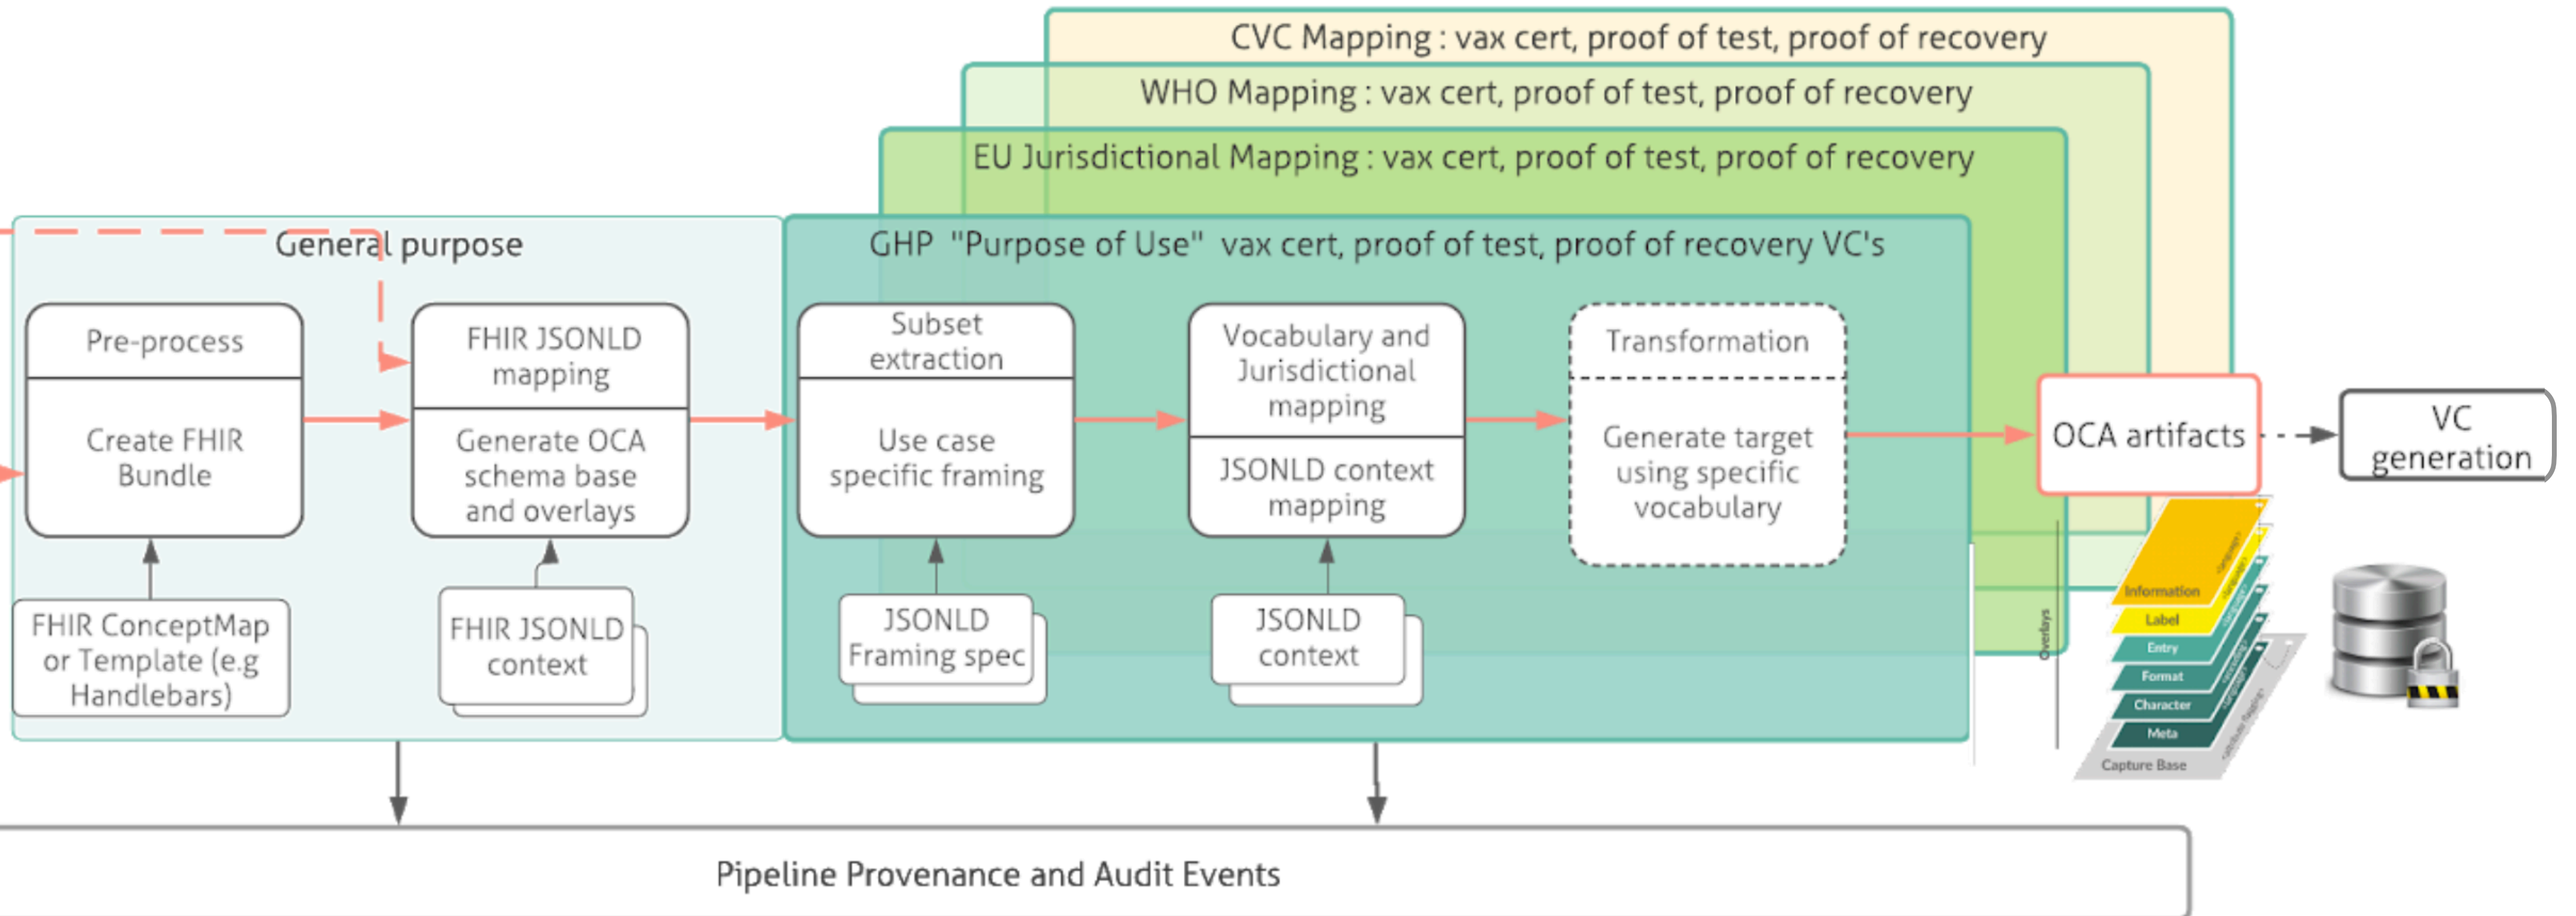 CVC Mapping : vax cert, proof of test, proof of recovery
WHO Mapping : vax cert, proof of test, proof of recovery
EU Jurisdictional Mapping : vax cert, proof of test, proof of recovery
General purpose
GHP "Purpose of Use" vax cert, proof of test, proof of recovery VC's
Pre-process
Create FHIR
Bundle
FHIR JSONLD
mapping
Generate OCA
schema base
and overlays
Subset
extraction
Use case
specific framing
Vocabulary and
Jurisdictional
mapping
JSONLD context
mapping
Transformation
Generate target
using specific
vocabulary
OCA artifacts
VC
generation
FHIR ConceptMap
or Template (e.g
Handlebars)
FHIR JSONLD
context
JSONLD
Framing spec
JSONLD
context
Overlays
Information
Label
Entry
Format
Character
Meta
Capture Base
Pipeline Provenance and Audit Events